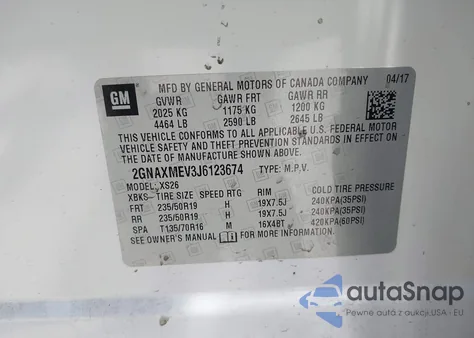 GM
MFD BY GENERAL MOTORS OF CANADA COMPANY 04/17
GVWR GAWR FRT GAWR RR
2025 KG 1175 KG 1200 KG
4464 LB 2590 LB 2645 LB
THIS VEHICLE CONFORMS TO ALL APPLICABLE U.S.
FEDERAL MOTOR VEHICLE SAFETY, BUMPER, AND THEFT
PREVENTION STANDARDS IN EFFECT ON THE DATE OF
MANUFACTURE SHOWN ABOVE.
2GNAXMEV3J6123674 TYPE: M.P.V.
MODEL: XS26
XBKS- TIRE SIZE SPEED RTG RIM COLD TIRE PRESSURE
FRT 235/50R19 H 19X7.5J 240KPA(35PSI)
RR 235/50R19 H 19X7.5J 240KPA(35PSI)
SPA T135/70R16 M 16X4BT 420KPA(60PSI)
SEE OWNER'S MANUAL FOR MORE INFORMATION.
autoSnap
Pewne auta z aukcji USA - EU